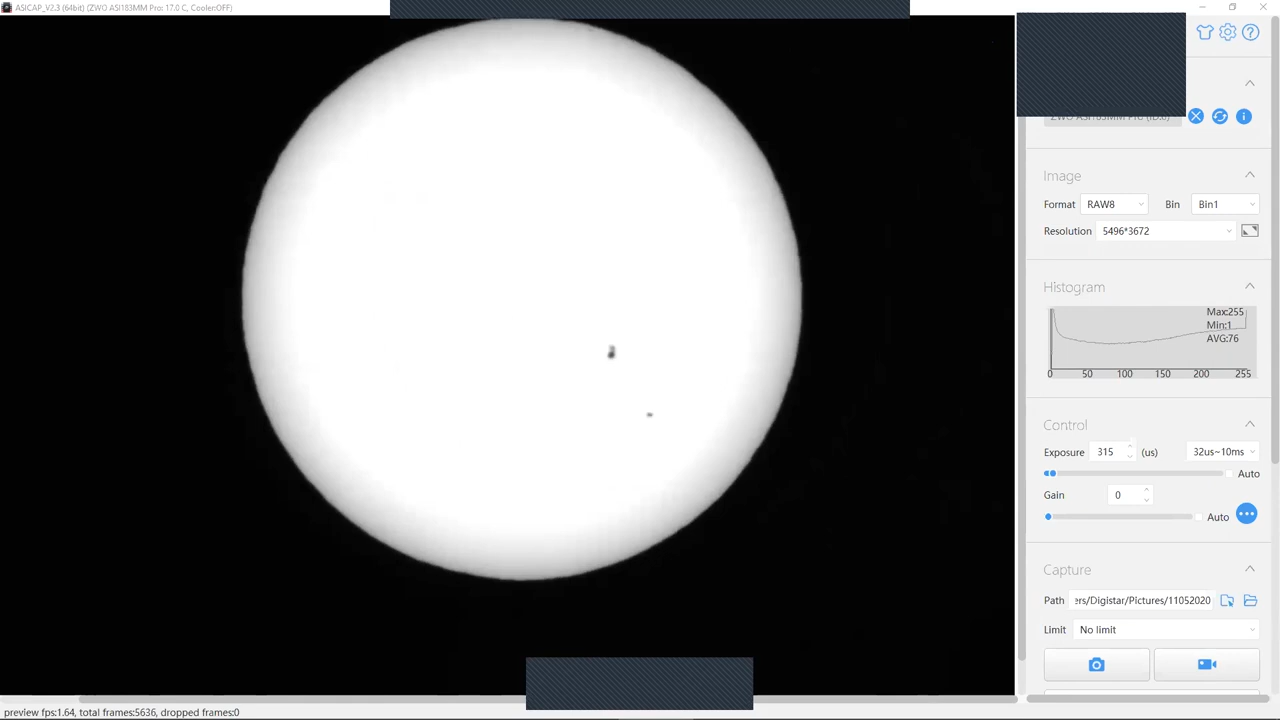 ASICAP_V2.3 (64bit) (ZWO ASI183MM Pro: 17.0 C, Cooler:OFF)
Image
Format RAW8 Bin Bin1
Resolution 5496*3672
Histogram
Max:255
Min:1
AVG:76
0 50 100 150 200 255
Control
Exposure 315 (us) 32us~10ms
Auto
Gain 0
Auto
Capture
Path ers/Digistar/Pictures/11052020
Limit No limit
preview fps:1.64, total frames:5636, dropped frames:0